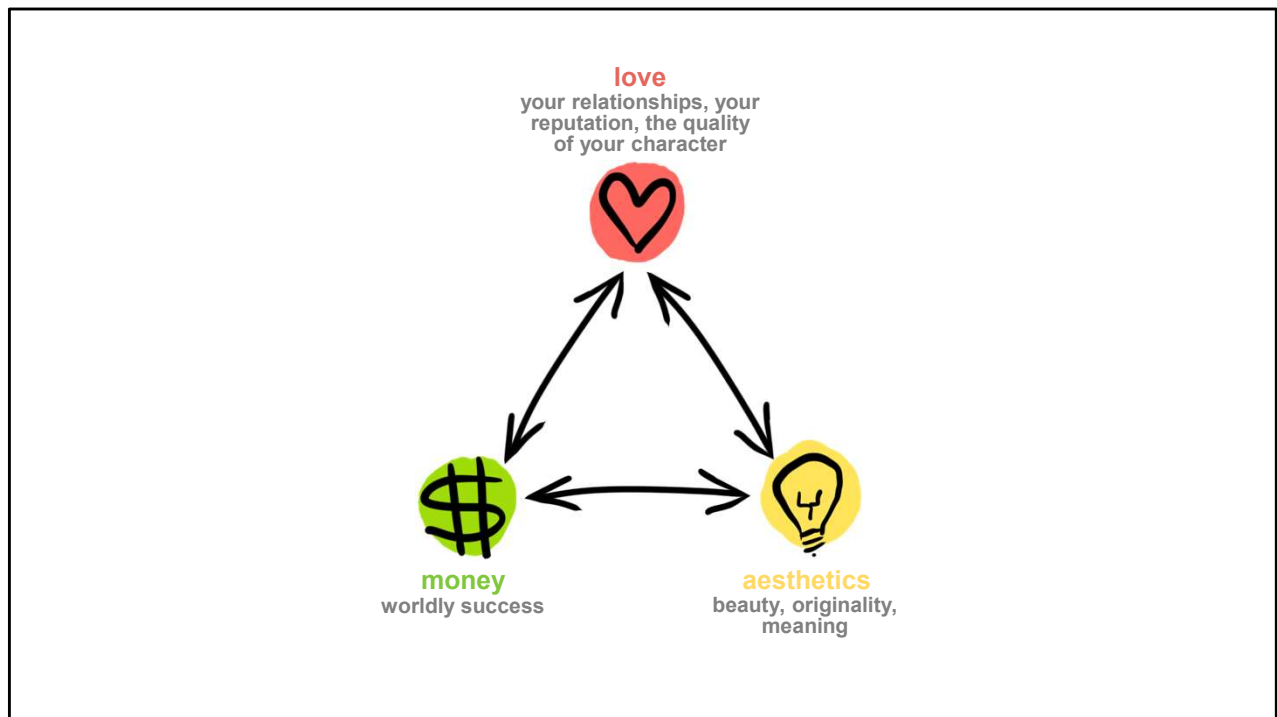 love
your relationships, your
reputation, the quality
of your character
money
worldly success
aesthetics
beauty, originality,
meaning